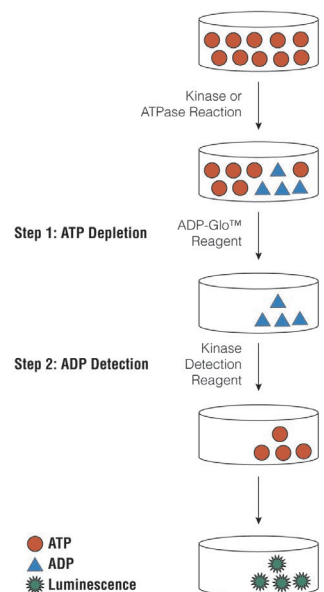 Kinase or
ATPase Reaction
Step 1: ATP Depletion
ADP-Glo™
Reagent
Step 2: ADP Detection
Kinase
Detection
Reagent
ATP
ADP
Luminescence